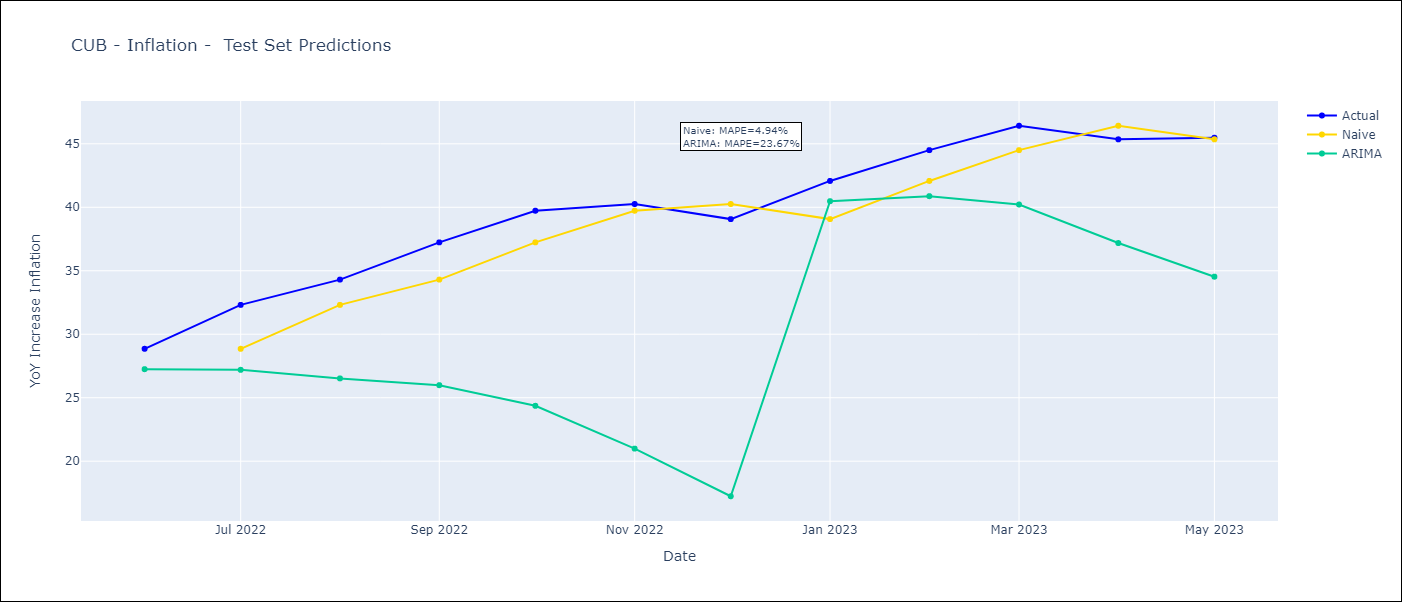 CUB - Inflation -  Test Set Predictions
Actual
Naive
ARIMA
Naive: MAPE=4.94%
ARIMA: MAPE=23.67%
YoY Increase Inflation
45
40
35
30
25
20
Jul 2022
Sep 2022
Nov 2022
Jan 2023
Mar 2023
May 2023
Date